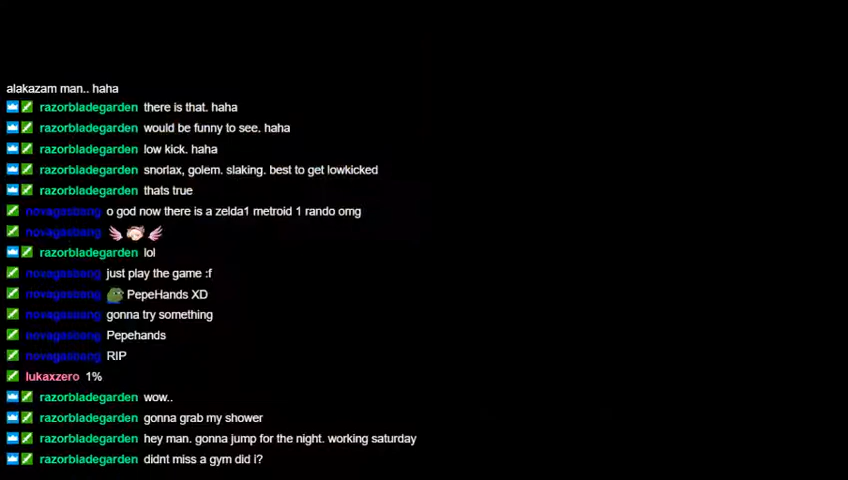 alakazam man.. haha
razorbladegarden there is that. haha
razorbladegarden would be funny to see. haha
razorbladegarden low kick. haha
razorbladegarden snorlax, golem. slaking. best to get lowkicked
razorbladegarden thats true
novagasbang o god now there is a zelda1 metroid 1 rando omg
novagasbang
razorbladegarden lol
novagasbang just play the game :f
novagasbang PepeHands XD
novagasbang gonna try something
novagasbang Pepehands
novagasbang RIP
lukaxzero 1%
razorbladegarden wow..
razorbladegarden gonna grab my shower
razorbladegarden hey man. gonna jump for the night. working saturday
razorbladegarden didnt miss a gym did i?